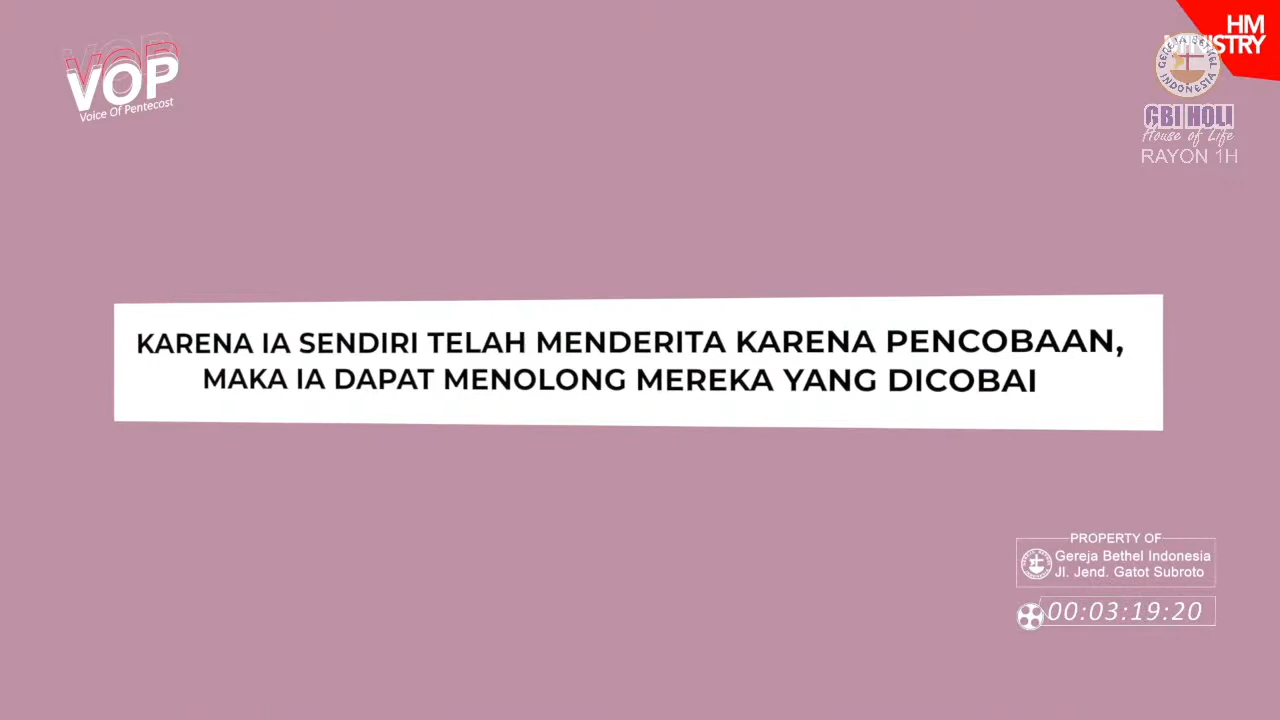 VOP
Voice Of Pentecost
HM
MINISTRY
GEREJA BETHEL INDONESIA
GBI HOLI
House of Life
RAYON 1H
KARENA IA SENDIRI TELAH MENDERITA KARENA PENCOBAAN,
MAKA IA DAPAT MENOLONG MEREKA YANG DICOBAI
PROPERTY OF
Gereja Bethel Indonesia
Jl. Jend. Gatot Subroto
00:03:19:20